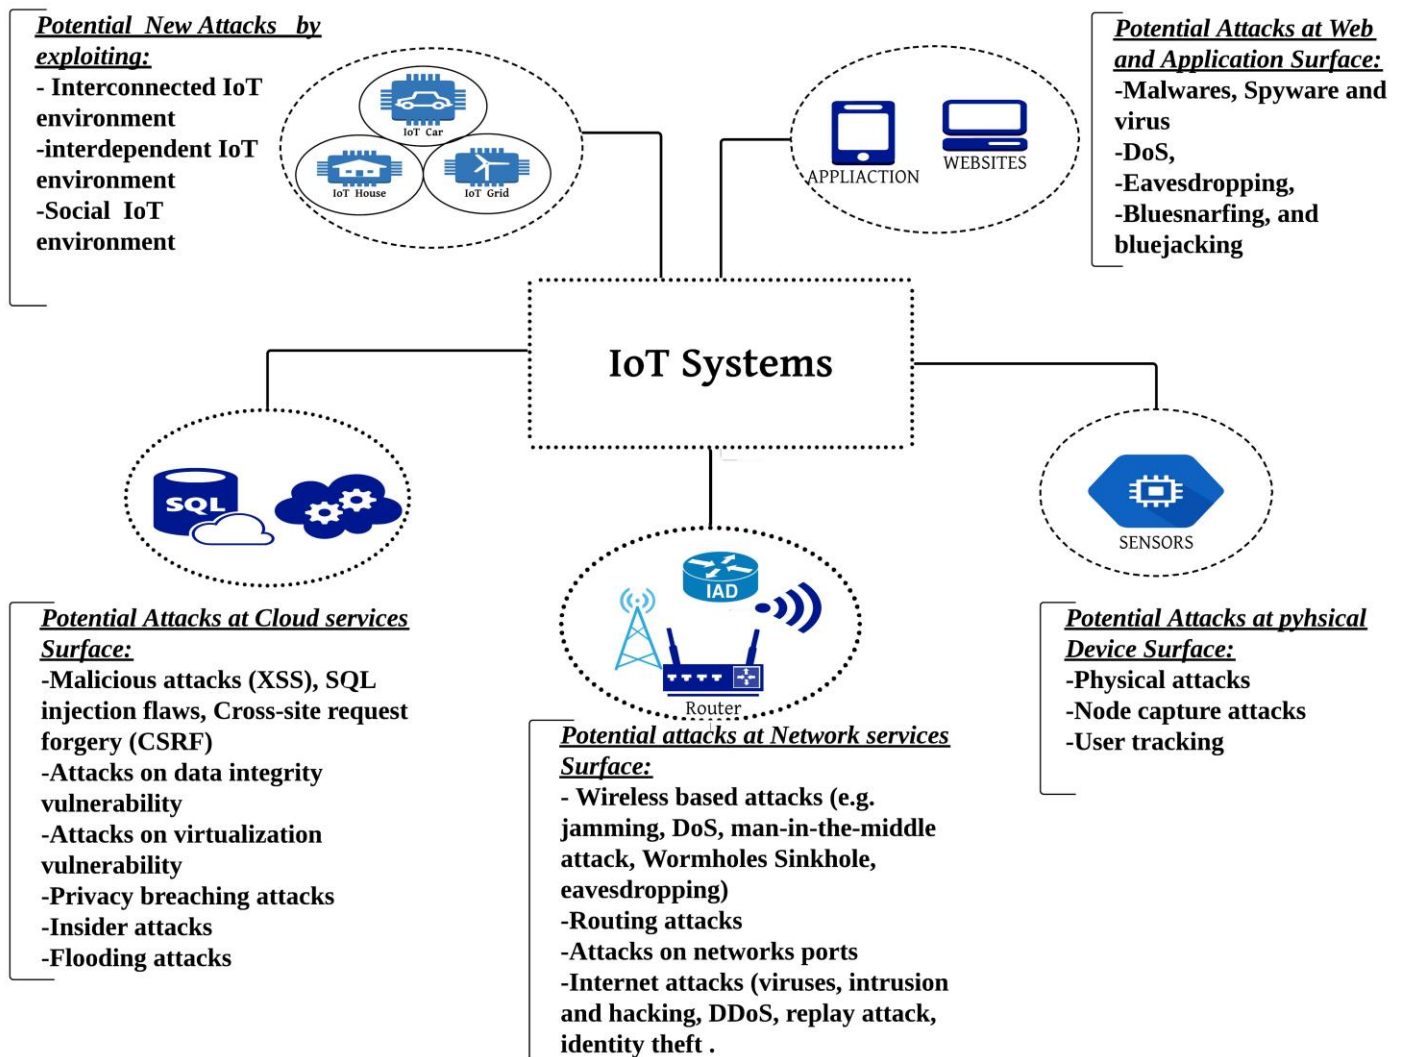 Potential New Attacks by
exploiting:
- Interconnected IoT
environment
-interdependent IoT
environment
-Social IoT
environment
IoT Car
IoT House
IoT Grid
APPLIACTION
WEBSITES
Potential Attacks at Web
and Application Surface:
-Malwares, Spyware and
virus
-DoS,
-Eavesdropping,
-Bluesnarfing, and
bluejacking
IoT Systems
SQL
IAD
Router
SENSORS
Potential Attacks at Cloud services
Surface:
-Malicious attacks (XSS), SQL
injection flaws, Cross-site request
forgery (CSRF)
-Attacks on data integrity
vulnerability
-Attacks on virtualization
vulnerability
-Privacy breaching attacks
-Insider attacks
-Flooding attacks
Potential attacks at Network services
Surface:
- Wireless based attacks (e.g.
jamming, DoS, man-in-the-middle
attack, Wormholes Sinkhole,
eavesdropping)
-Routing attacks
-Attacks on networks ports
-Internet attacks (viruses, intrusion
and hacking, DDoS, replay attack,
identity theft .
Potential Attacks at pyhsical
Device Surface:
-Physical attacks
-Node capture attacks
-User tracking